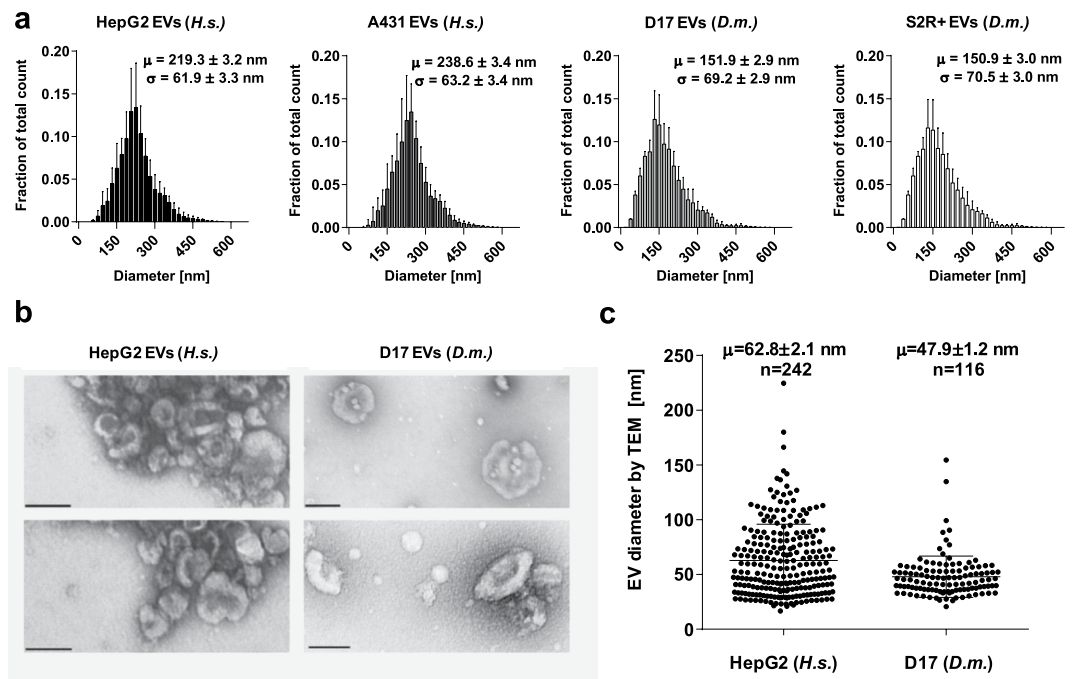 a
HepG2 EVs (H.s.)
μ = 219.3 ± 3.2 nm
σ = 61.9 ± 3.3 nm
Fraction of total count
0.20
0.15
0.10
0.05
0.00
0 150 300 450 600
Diameter [nm]
A431 EVs (H.s.)
μ = 238.6 ± 3.4 nm
σ = 63.2 ± 3.4 nm
Fraction of total count
0.20
0.15
0.10
0.05
0.00
0 150 300 450 600
Diameter [nm]
D17 EVs (D.m.)
μ = 151.9 ± 2.9 nm
σ = 69.2 ± 2.9 nm
Fraction of total count
0.20
0.15
0.10
0.05
0.00
0 150 300 450 600
Diameter [nm]
S2R+ EVs (D.m.)
μ = 150.9 ± 3.0 nm
σ = 70.5 ± 3.0 nm
Fraction of total count
0.20
0.15
0.10
0.05
0.00
0 150 300 450 600
Diameter [nm]
b
HepG2 EVs (H.s.)
D17 EVs (D.m.)
c
μ=62.8±2.1 nm
n=242
μ=47.9±1.2 nm
n=116
EV diameter by TEM [nm]
250
200
150
100
50
0
HepG2 (H.s.)
D17 (D.m.)